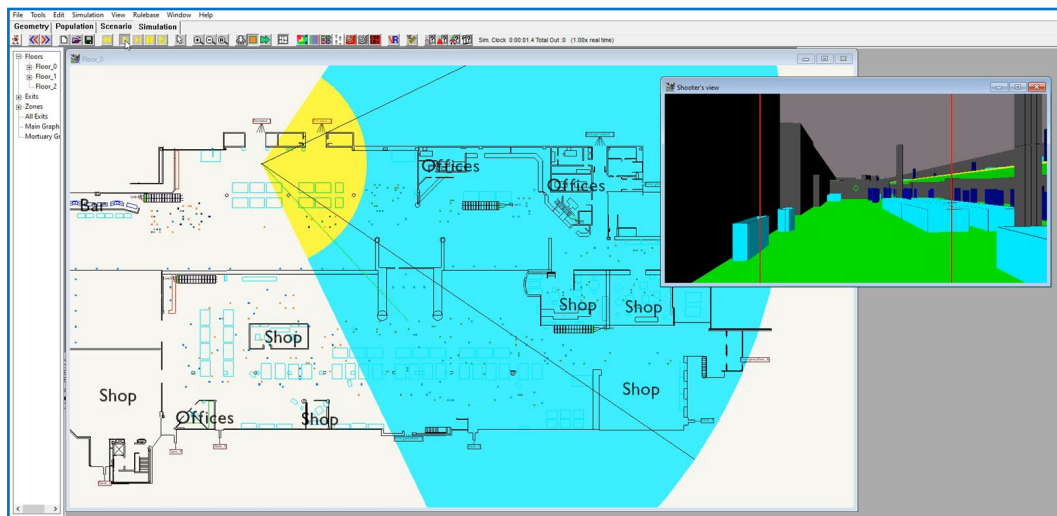 File Tools Edit Simulation View Rulebase Window Help
Geometry Population Scenario Simulation
Sim. Clock 0:00:01.4 Total Out :0 (1.00x real time)
Floors
Floor_0
Floor_1
Floor_2
Exits
Zones
All Exits
Main Graph
Mortuary Gr
Floor_0
Shooter's view
Offices
Offices
Bar
Shop
Shop
Shop
Shop
Shop
Offices
Shop